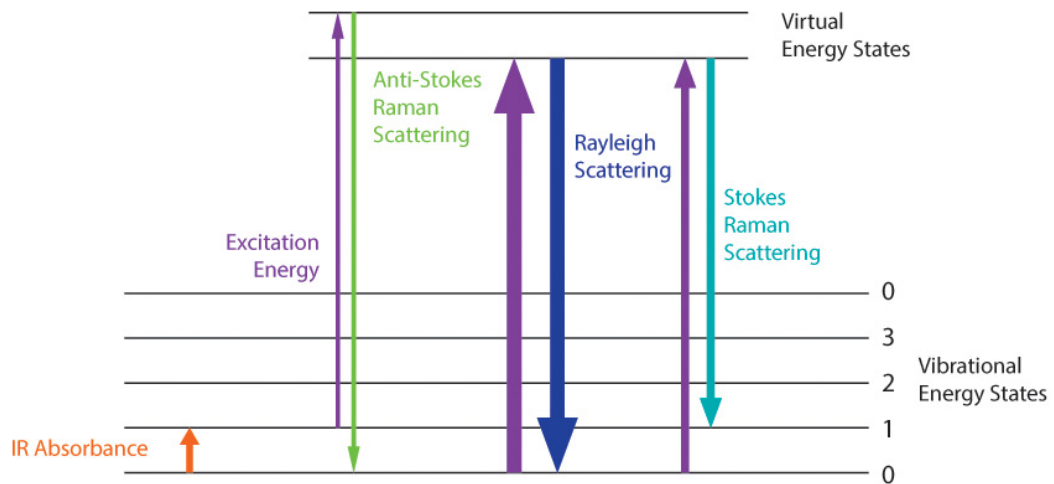 Virtual
Energy States
Anti-Stokes
Raman
Scattering
Rayleigh
Scattering
Stokes
Raman
Scattering
Excitation
Energy
0
3
2
1
0
Vibrational
Energy States
IR Absorbance